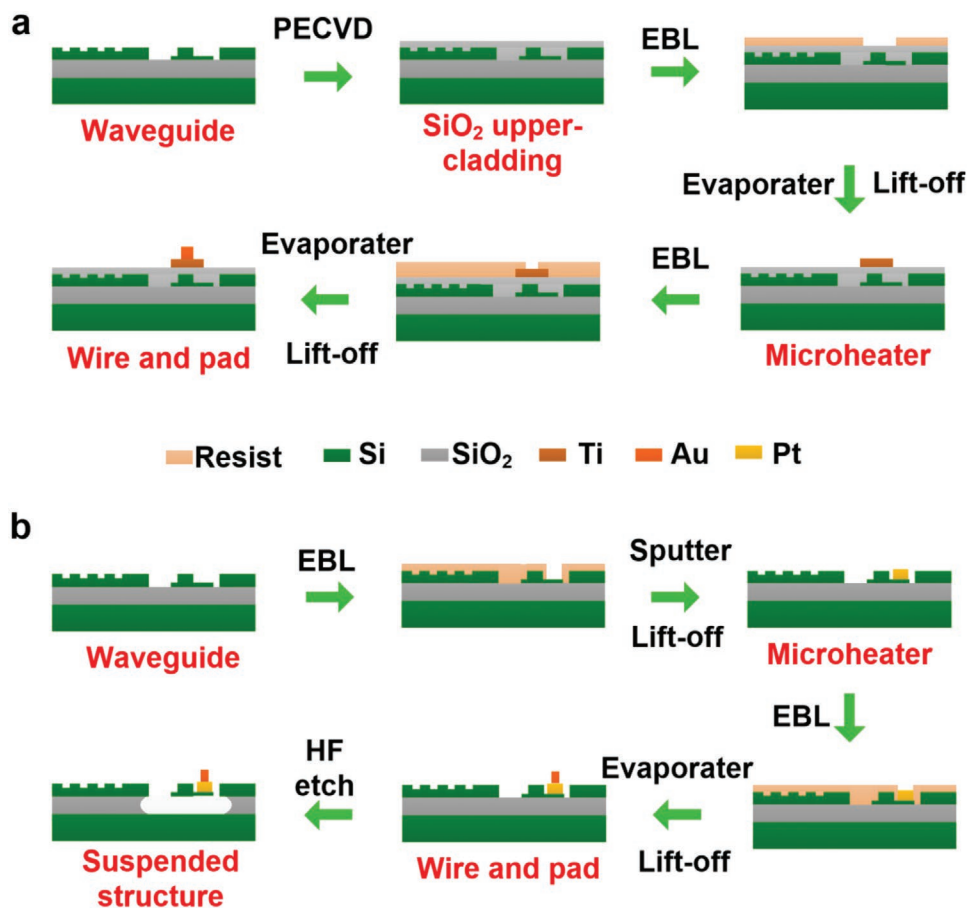 a
PECVD
EBL
Waveguide
SiO₂ upper-
cladding
Evaporater
Lift-off
Evaporater
EBL
Lift-off
Wire and pad
Microheater
Resist
Si
SiO₂
Ti
Au
Pt
b
EBL
Sputter
Lift-off
Waveguide
Microheater
EBL
HF
etch
Evaporater
Lift-off
Suspended
structure
Wire and pad